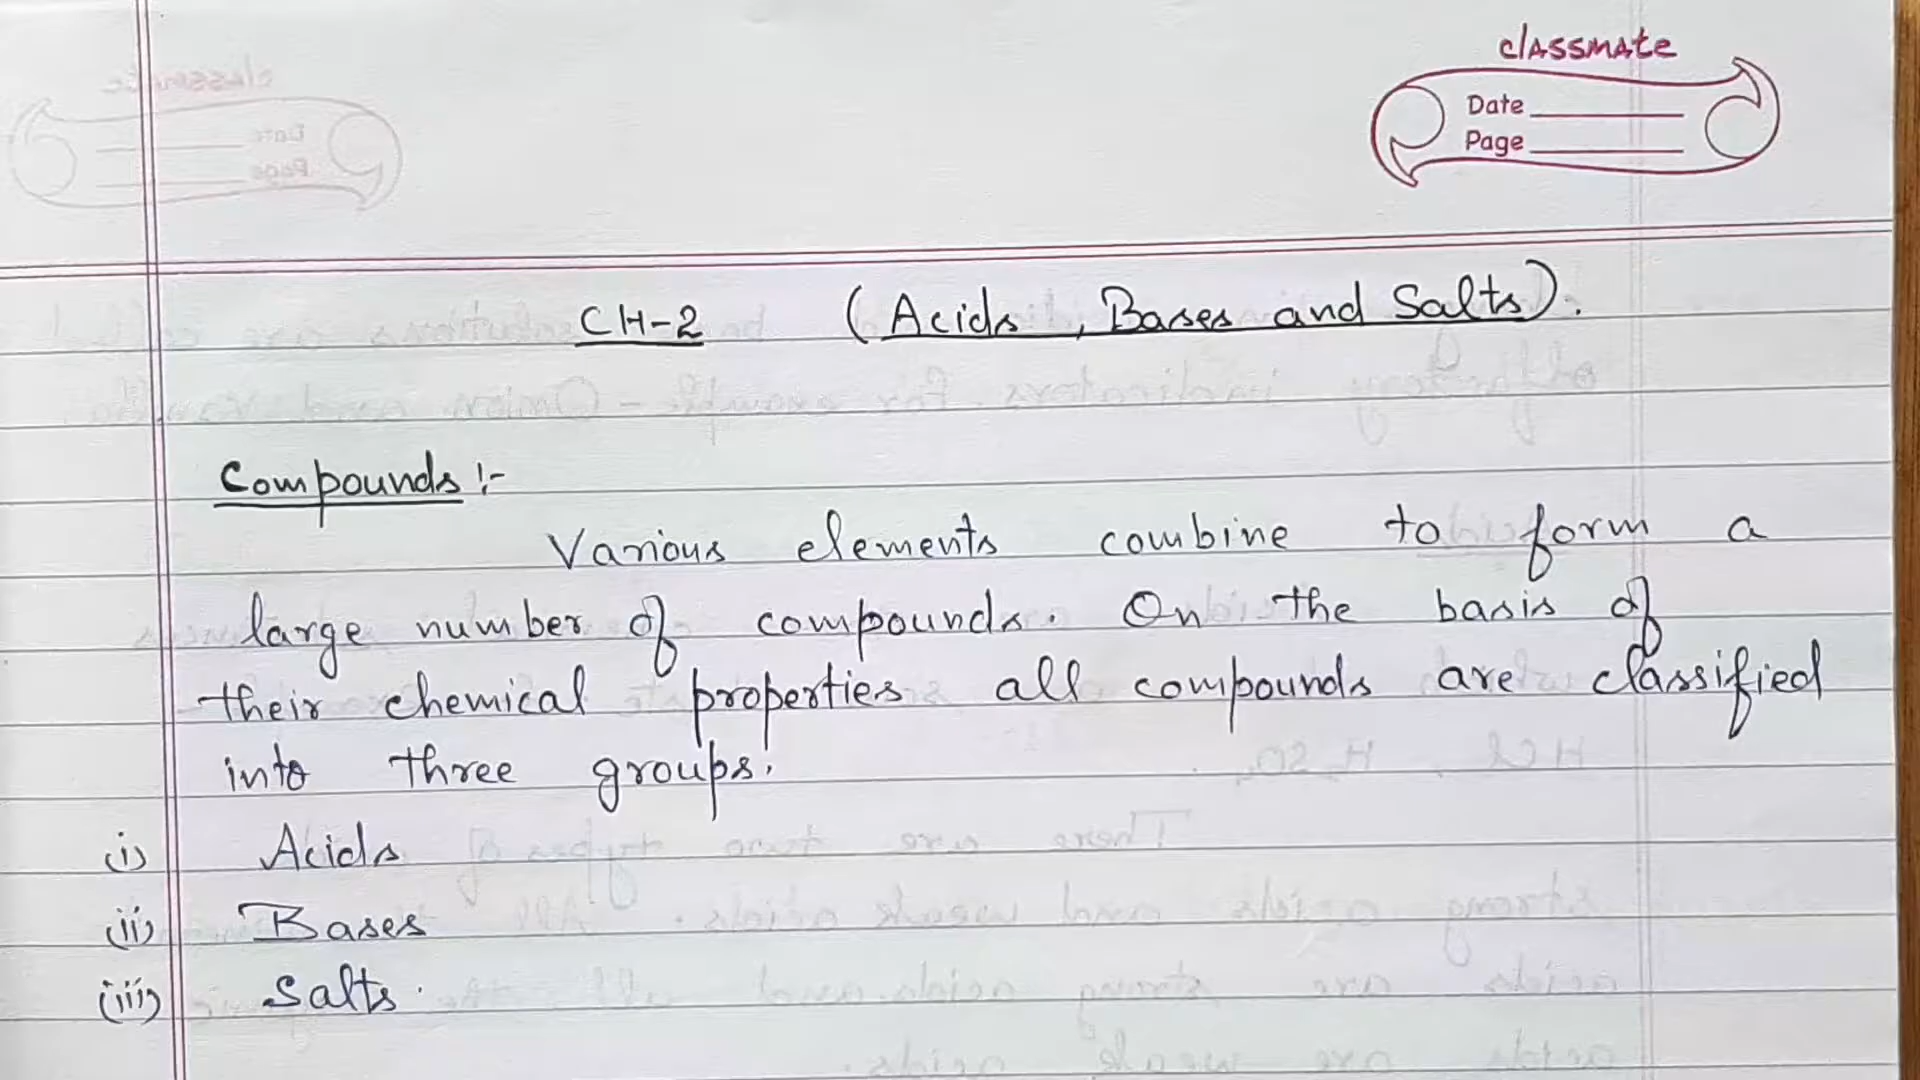 classmate
Date
Page
CH-2 (Acids, Bases and Salts).
Compounds :-
Various elements combine to form a
large number of compounds. On the basis of
their chemical properties all compounds are classified
into three groups.
(i) Acids
(ii) Bases
(iii) Salts.